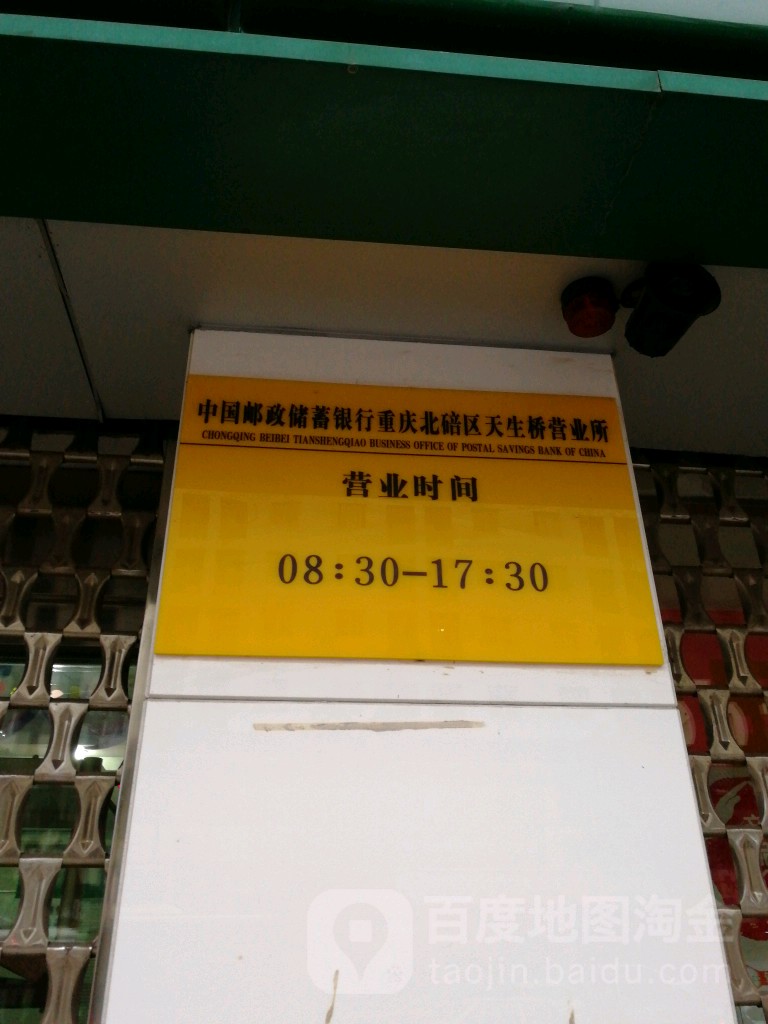 中国邮政储蓄银行重庆北碚区天生桥营业所
CHONGQING BEIBEI TIANSHENGQIAO BUSINESS OFFICE OF POSTAL SAVINGS BANK OF CHINA
营业时间
08:30-17:30
百度地图淘金
taojin.baidu.com